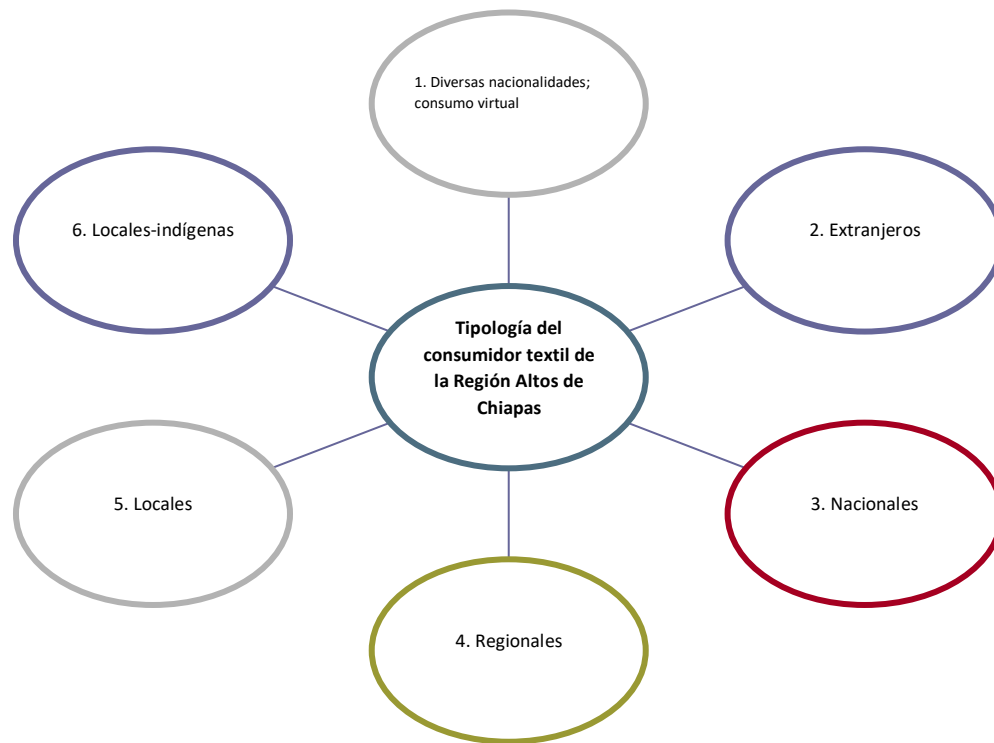 1. Diversas nacionalidades;
consumo virtual
6. Locales-indígenas
2. Extranjeros
Tipología del
consumidor textil de
la Región Altos de
Chiapas
5. Locales
3. Nacionales
4. Regionales